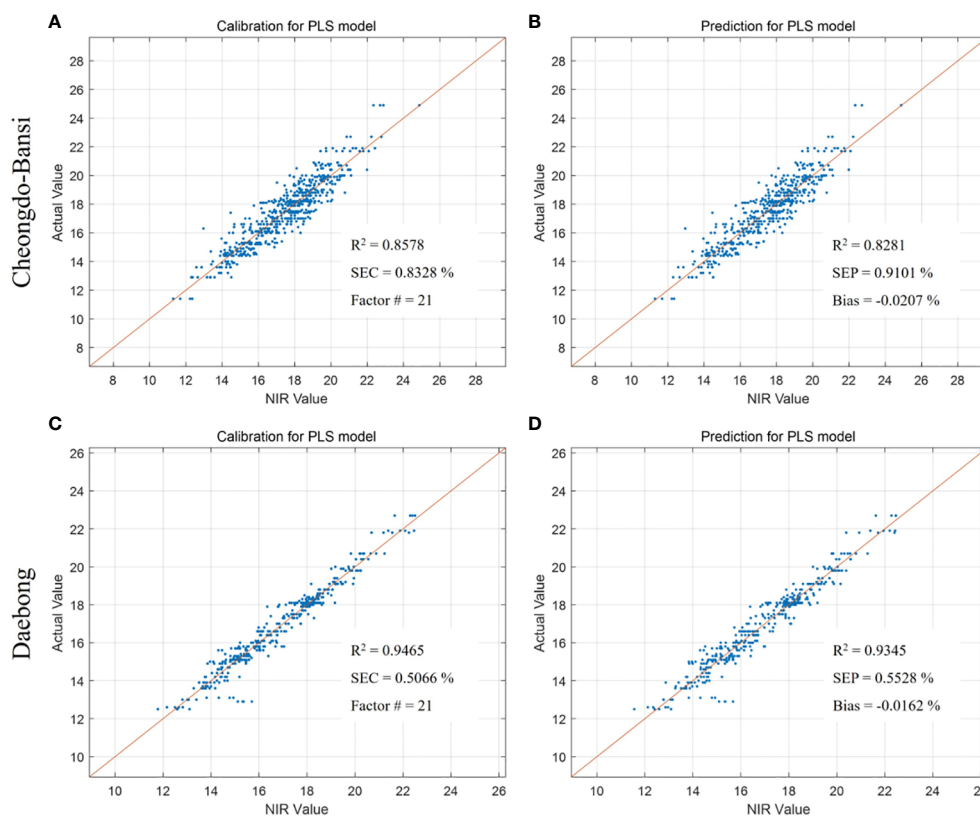 A
Calibration for PLS model
28
26
24
22
20
18
16
14
12
10
8
Actual Value
R² = 0.8578
SEC = 0.8328 %
Factor # = 21
8 10 12 14 16 18 20 22 24 26 28
NIR Value
Cheongdo-Bansi
B
Prediction for PLS model
28
26
24
22
20
18
16
14
12
10
8
Actual Value
R² = 0.8281
SEP = 0.9101 %
Bias = -0.0207 %
8 10 12 14 16 18 20 22 24 26 28
NIR Value
C
Calibration for PLS model
26
24
22
20
18
16
14
12
10
Actual Value
R² = 0.9465
SEC = 0.5066 %
Factor # = 21
10 12 14 16 18 20 22 24 26
NIR Value
Daebong
D
Prediction for PLS model
26
24
22
20
18
16
14
12
10
Actual Value
R² = 0.9345
SEP = 0.5528 %
Bias = -0.0162 %
10 12 14 16 18 20 22 24
NIR Value